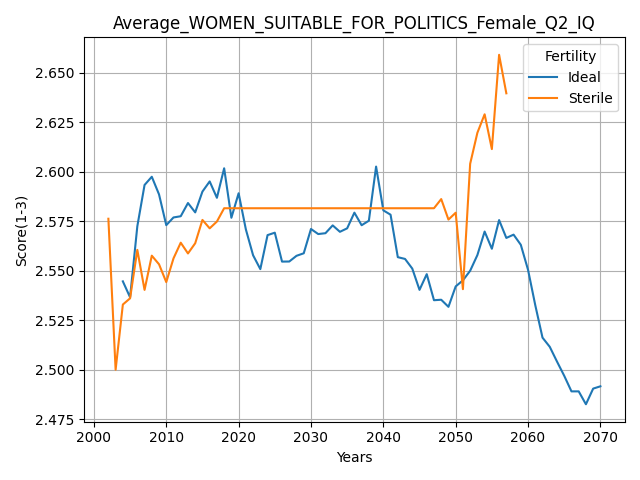 Average_WOMEN_SUITABLE_FOR_POLITICS_Female_Q2_IQ
Fertility
Ideal
Sterile
Score(1-3)
2.650
2.625
2.600
2.575
2.550
2.525
2.500
2.475
2000 2010 2020 2030 2040 2050 2060 2070
Years